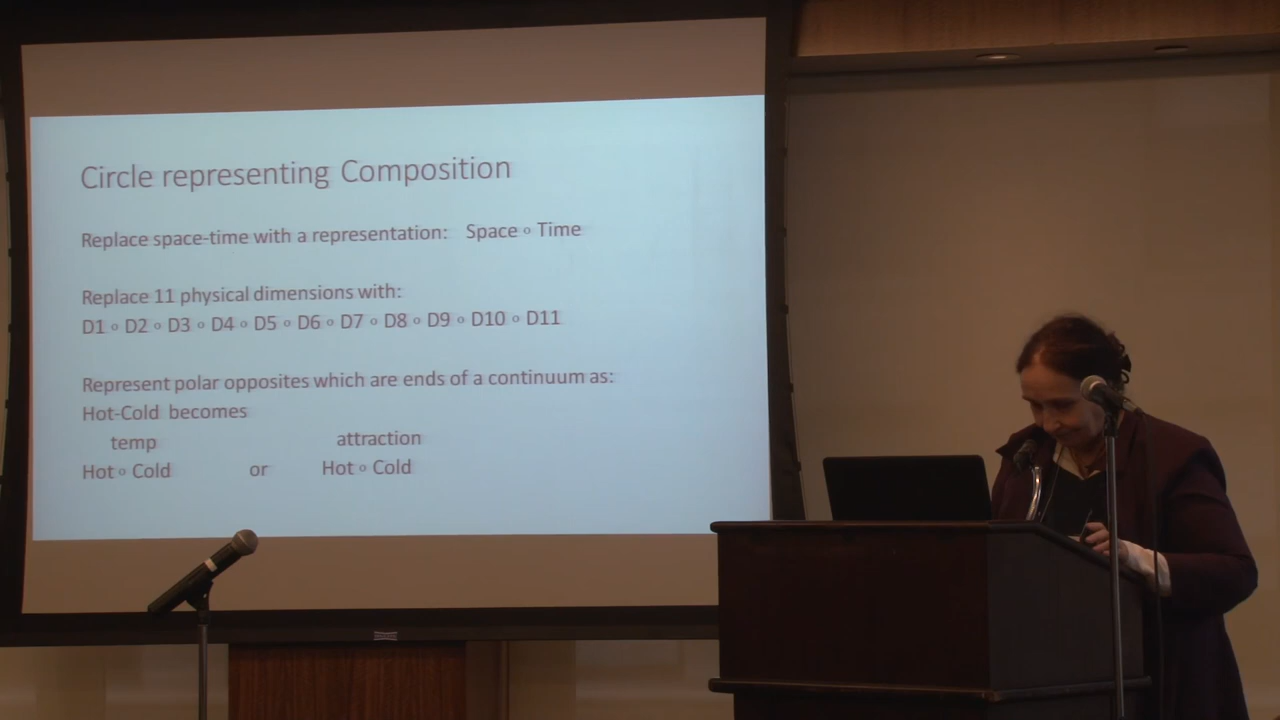 Circle representing Composition
Replace space-time with a representation: Space ∘ Time
Replace 11 physical dimensions with:
D1 ∘ D2 ∘ D3 ∘ D4 ∘ D5 ∘ D6 ∘ D7 ∘ D8 ∘ D9 ∘ D10 ∘ D11
Represent polar opposites which are ends of a continuum as:
Hot-Cold becomes
temp attraction
Hot ∘ Cold or Hot ∘ Cold